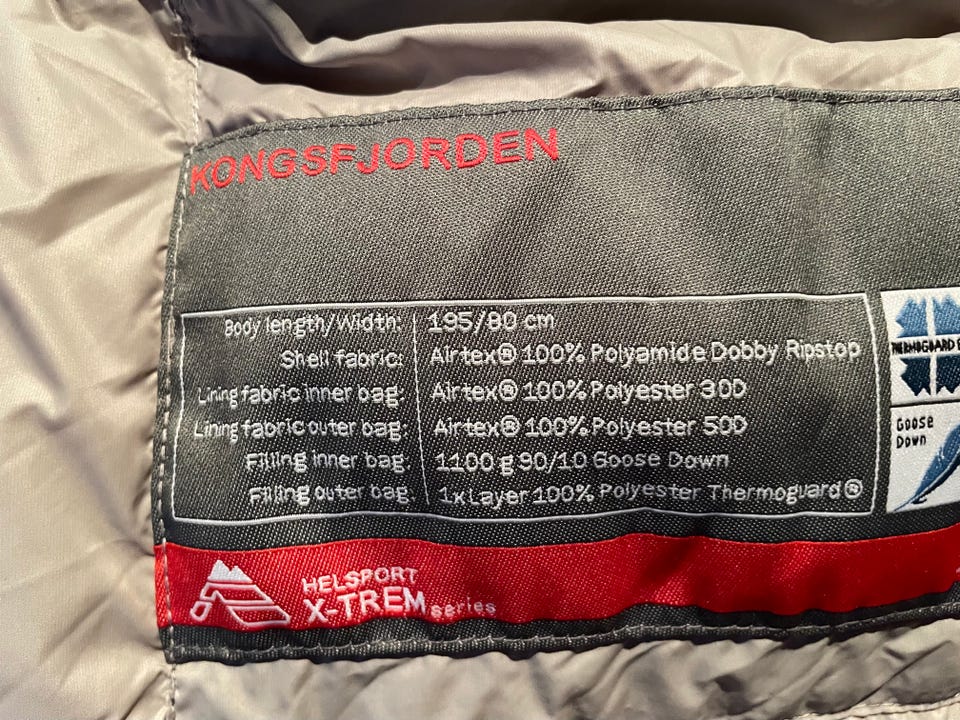 KONGSFJORDEN
Body length/Width: 195/80 cm
Shell fabric: Airtex® 100% Polyamide Dobby Ripstop
Lining fabric inner bag: Airtex® 100% Polyester 30D
Lining fabric outer bag: Airtex® 100% Polyester 50D
Filling inner bag: 1100 g 90/10 Goose Down
Filling outer bag: 1xLayer 100% Polyester Thermoguard®
THERMOGUARD
Goose
Down
HELSPORT
X-TREM series